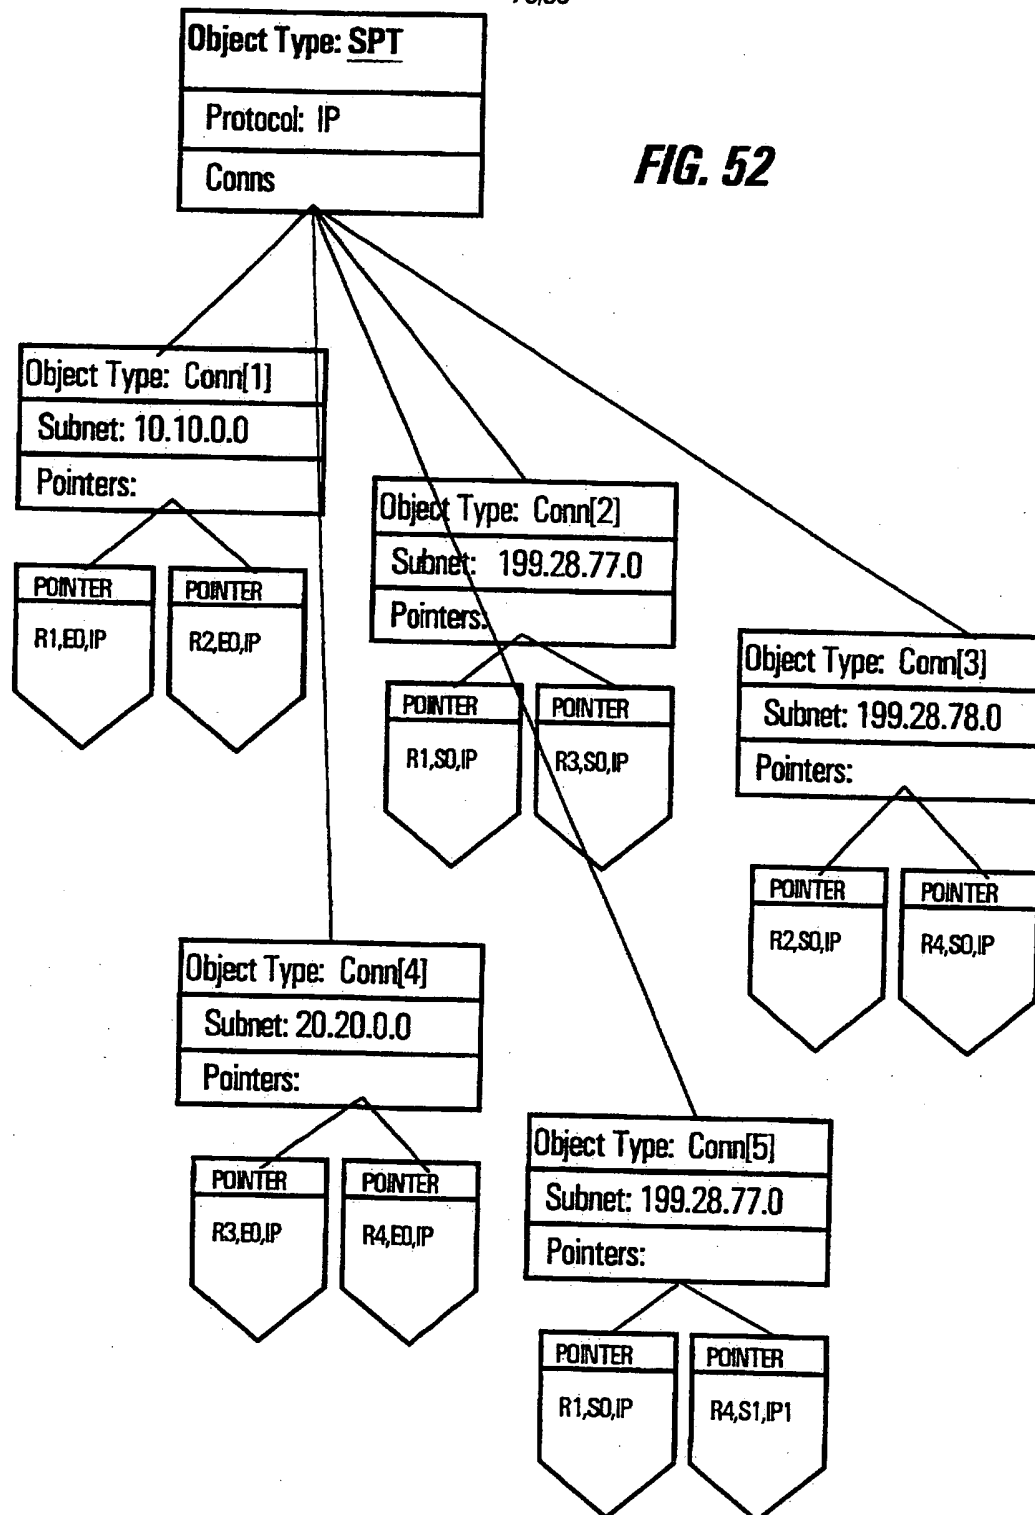 Object Type: SPT
Protocol: IP
Conns
FIG. 52
Object Type: Conn[1]
Subnet: 10.10.0.0
Pointers:
POINTER
R1,E0,IP
POINTER
R2,E0,IP
Object Type: Conn[2]
Subnet: 199.28.77.0
Pointers:
POINTER
R1,S0,IP
POINTER
R3,S0,IP
Object Type: Conn[3]
Subnet: 199.28.78.0
Pointers:
POINTER
R2,S0,IP
POINTER
R4,S0,IP
Object Type: Conn[4]
Subnet: 20.20.0.0
Pointers:
POINTER
R3,E0,IP
POINTER
R4,E0,IP
Object Type: Conn[5]
Subnet: 199.28.77.0
Pointers:
POINTER
R1,S0,IP
POINTER
R4,S1,IP1